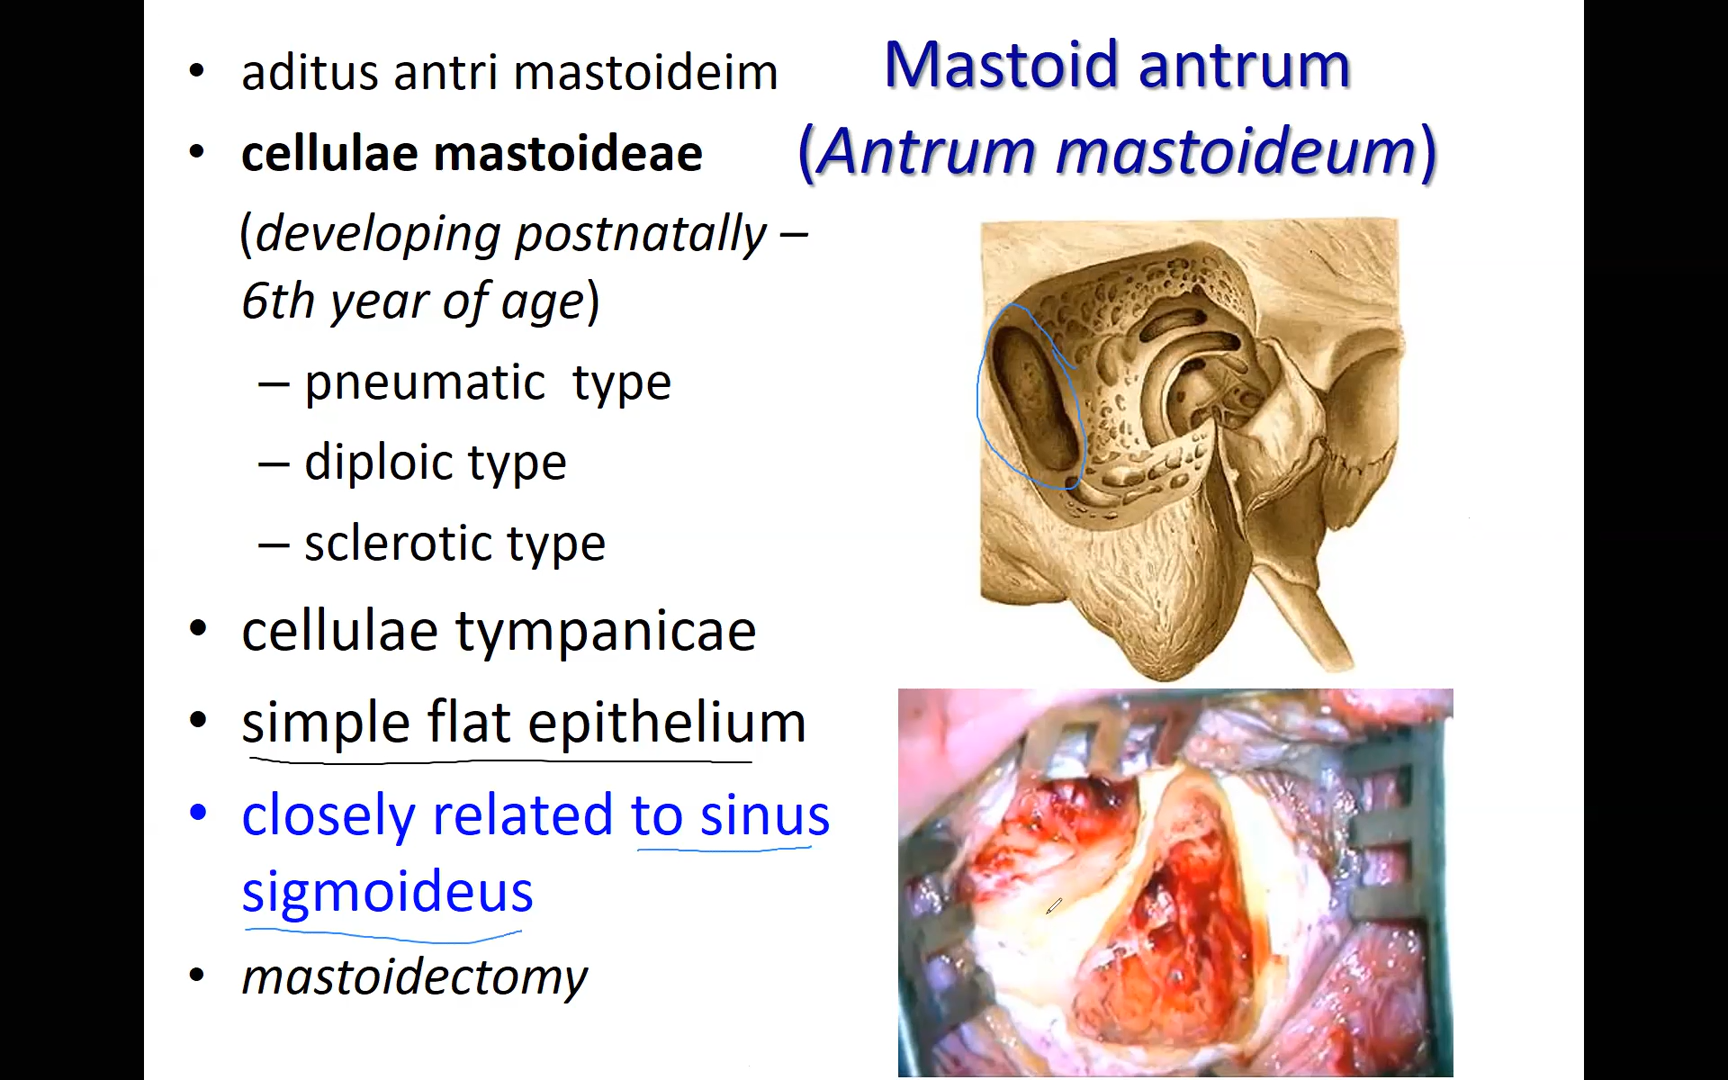 Mastoid antrum
(Antrum mastoideum)
• aditus antri mastoideim
• cellulae mastoideae
(developing postnatally –
6th year of age)
– pneumatic type
– diploic type
– sclerotic type
• cellulae tympanicae
• simple flat epithelium
• closely related to sinus
sigmoideus
• mastoidectomy